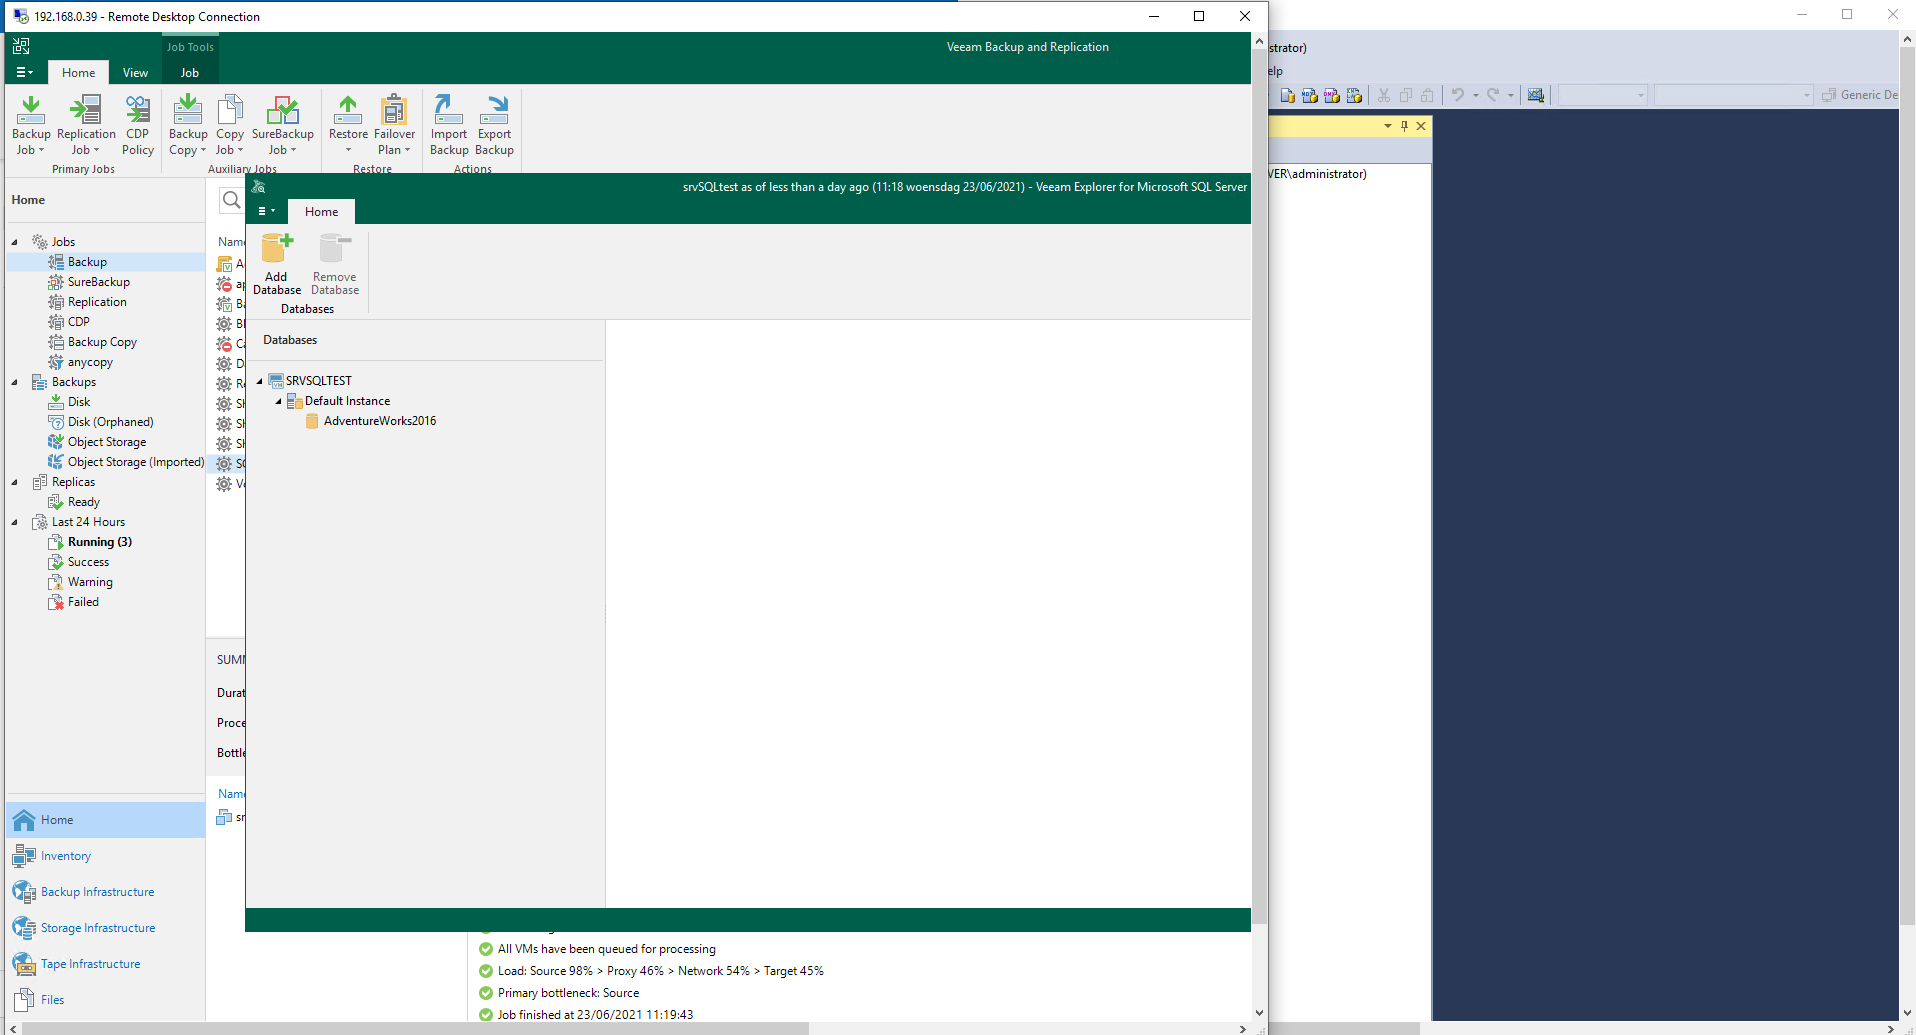 192.168.0.39 - Remote Desktop Connection
Job Tools
Veeam Backup and Replication
Home View Job
Backup Job
Replication Job
CDP Policy
Primary Jobs
Backup Copy
Copy Job
SureBackup Job
Auxiliary Jobs
Restore
Failover Plan
Restore
Import Backup
Export Backup
Actions
Home
Jobs
Backup
SureBackup
Replication
CDP
Backup Copy
anycopy
Backups
Disk
Disk (Orphaned)
Object Storage
Object Storage (Imported)
Replicas
Ready
Last 24 Hours
Running (3)
Success
Warning
Failed
Home
Inventory
Backup Infrastructure
Storage Infrastructure
Tape Infrastructure
Files
srvSQLtest as of less than a day ago (11:18 woensdag 23/06/2021) - Veeam Explorer for Microsoft SQL Server
Home
Add Database
Remove Database
Databases
Databases
SRVSQLTEST
Default Instance
AdventureWorks2016
All VMs have been queued for processing
Load: Source 98% > Proxy 46% > Network 54% > Target 45%
Primary bottleneck: Source
Job finished at 23/06/2021 11:19:43
strator)
elp
Generic De
VER\administrator)